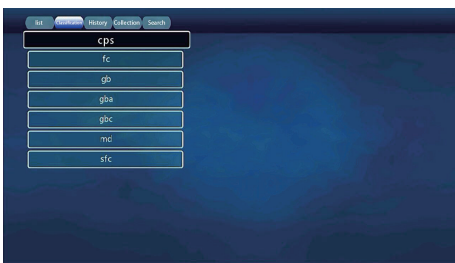 list Classification History Collection Search
cps
fc
gb
gba
gbc
md
sfc